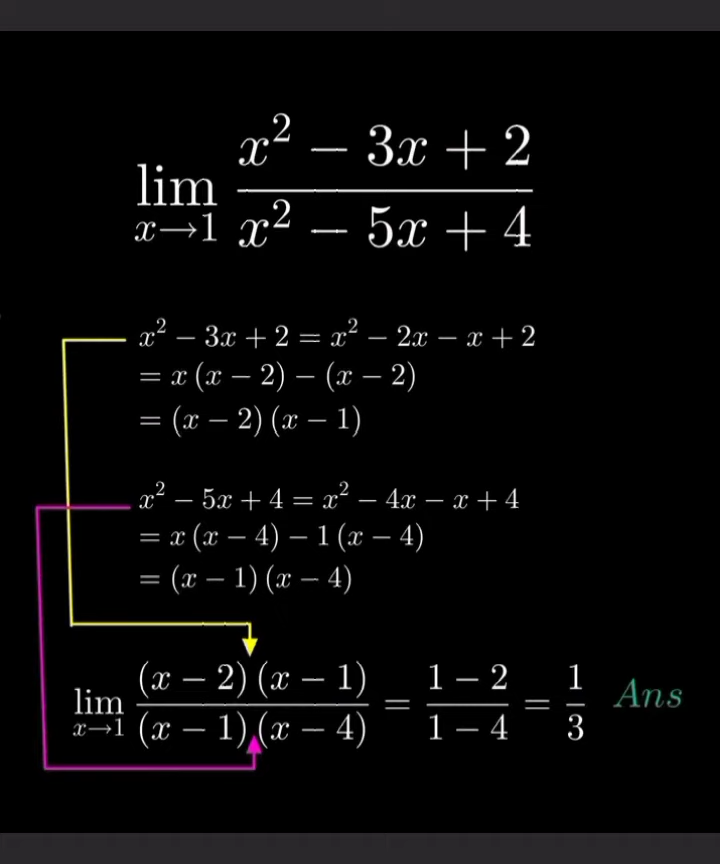 lim x→1 (x² − 3x + 2)/(x² − 5x + 4)
x² − 3x + 2 = x² − 2x − x + 2
= x (x − 2) − (x − 2)
= (x − 2) (x − 1)
x² − 5x + 4 = x² − 4x − x + 4
= x (x − 4) − 1 (x − 4)
= (x − 1) (x − 4)
lim x→1 ((x − 2) (x − 1))/((x − 1) (x − 4)) = (1 − 2)/(1 − 4) = 1/3 Ans